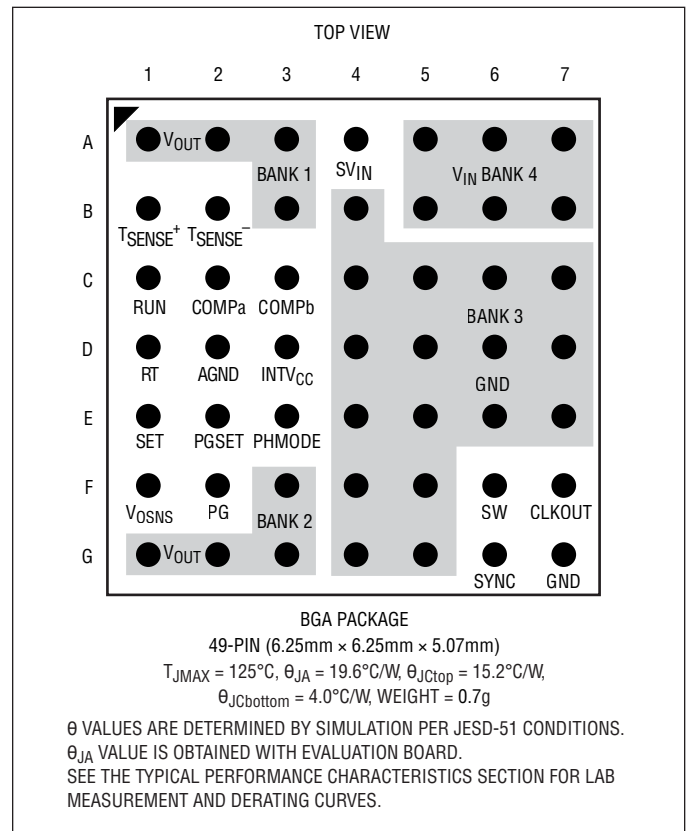 TOP VIEW
1 2 3 4 5 6 7
A VOUT
BANK 1 SVIN VIN BANK 4
B
TSENSE+ TSENSE–
C
RUN COMPa COMPb BANK 3
D
RT AGND INTVCC GND
E
SET PGSET PHMODE
F
VOSNS PG BANK 2 SW CLKOUT
G VOUT
SYNC GND
BGA PACKAGE
49-PIN (6.25mm × 6.25mm × 5.07mm)
TJMAX = 125°C, θJA = 19.6°C/W, θJCtop = 15.2°C/W,
θJCbottom = 4.0°C/W, WEIGHT = 0.7g
θ VALUES ARE DETERMINED BY SIMULATION PER JESD-51 CONDITIONS.
θJA VALUE IS OBTAINED WITH EVALUATION BOARD.
SEE THE TYPICAL PERFORMANCE CHARACTERISTICS SECTION FOR LAB
MEASUREMENT AND DERATING CURVES.